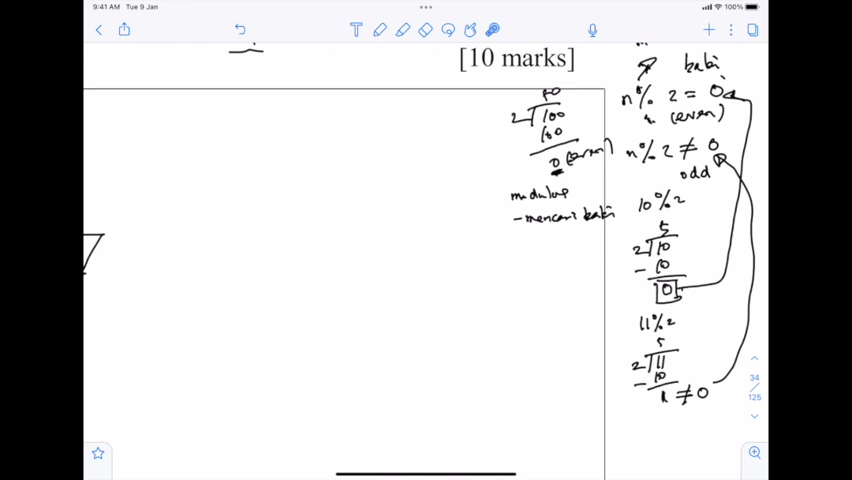 9:41 AM Tue 9 Jan
100%
[10 marks]
50
2 100
100
0 (even)
modulus
- mencari baki
baki
n % 2 = 0
(even)
n % 2 ≠ 0
odd
10 % 2
5
2 10
- 10
0
11 % 2
5
2 11
- 10
1 ≠ 0
34
125